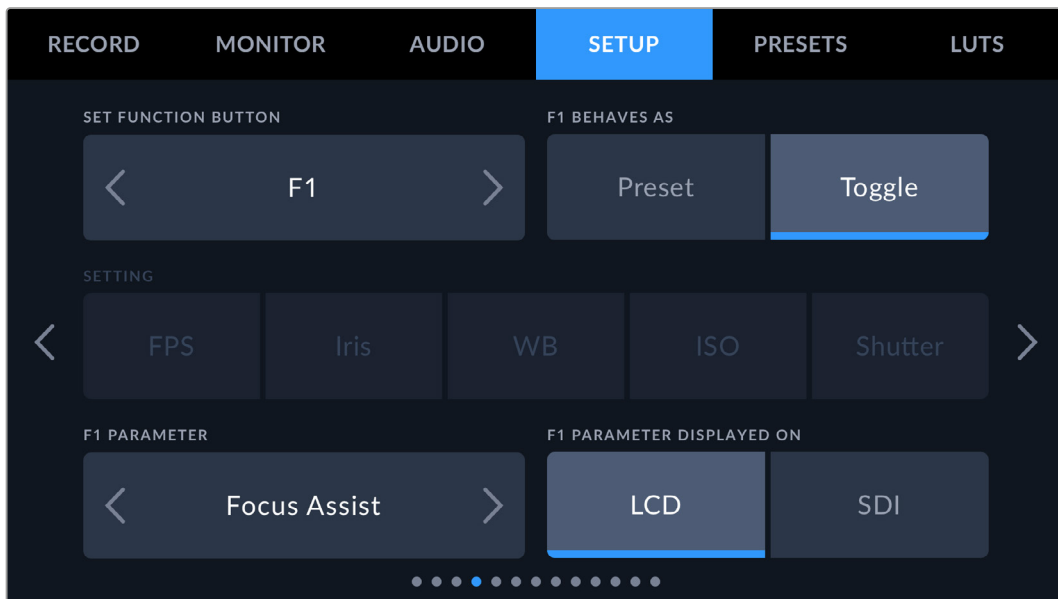 RECORD MONITOR AUDIO SETUP PRESETS LUTS
SET FUNCTION BUTTON F1 BEHAVES AS
F1 Preset Toggle
SETTING
FPS Iris WB ISO Shutter
F1 PARAMETER F1 PARAMETER DISPLAYED ON
Focus Assist LCD SDI